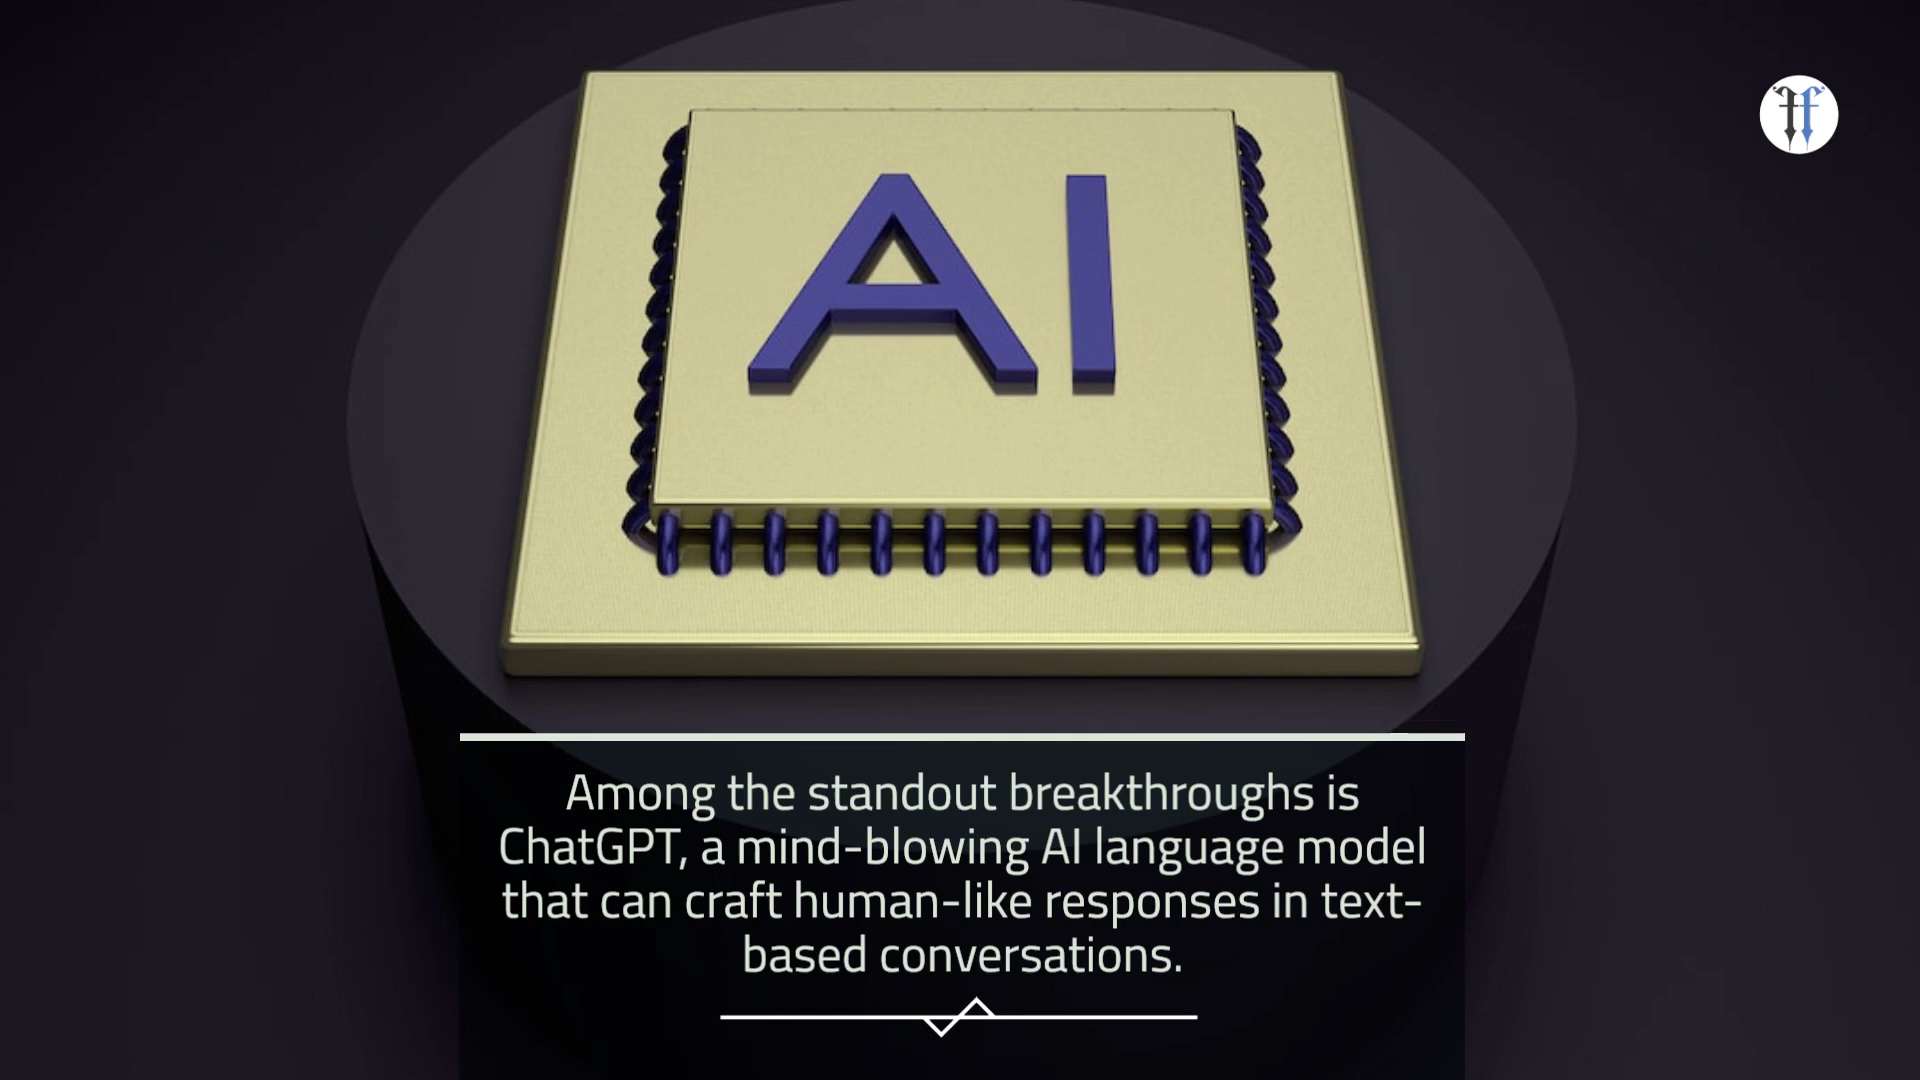 AI
Among the standout breakthroughs is
ChatGPT, a mind-blowing AI language model
that can craft human-like responses in text-
based conversations.